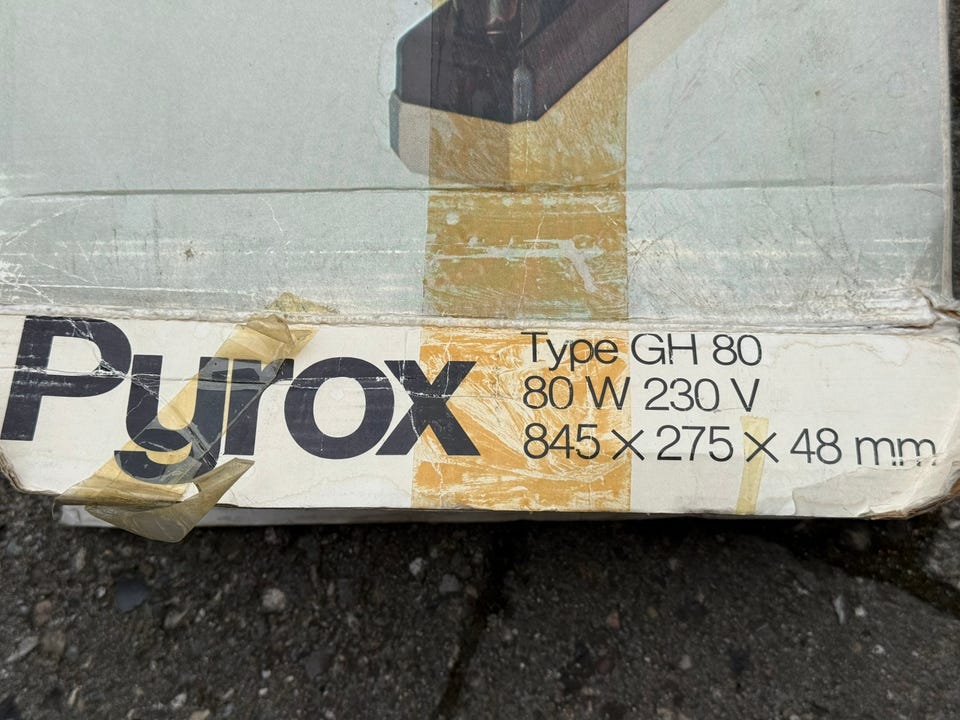 Pyrox
Type GH 80
80 W 230 V
845 × 275 × 48 mm